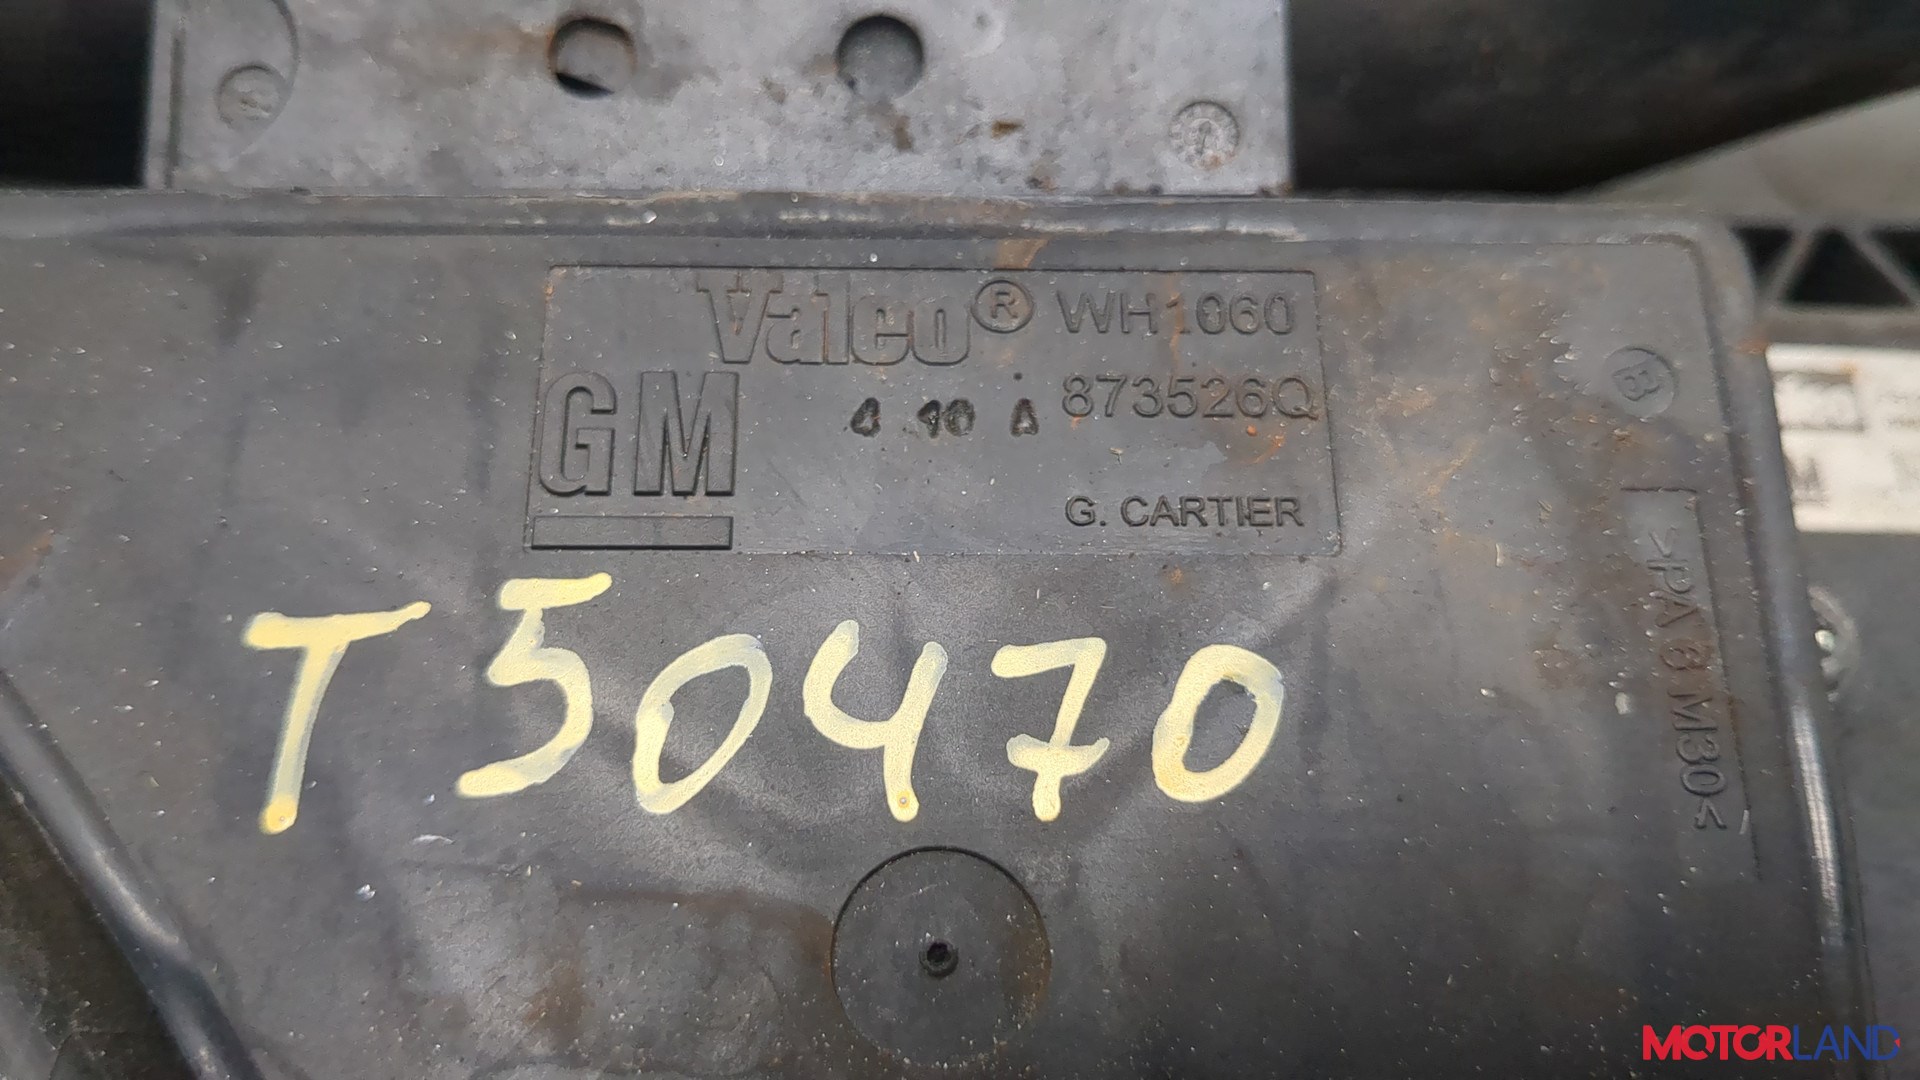 Valeo® WH1060
GM
4 10 A 873526Q
G. CARTIER
>PA 6 M30<
T50470
B
MOTORLAND